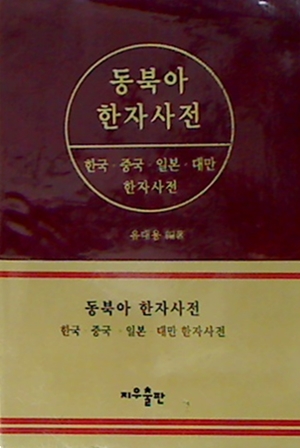 동북아
한자사전
한국·중국·일본·대만
한자사전
유대용 編著
동북아 한자사전
한국 중국·일본 대만 한자사전
지우출판